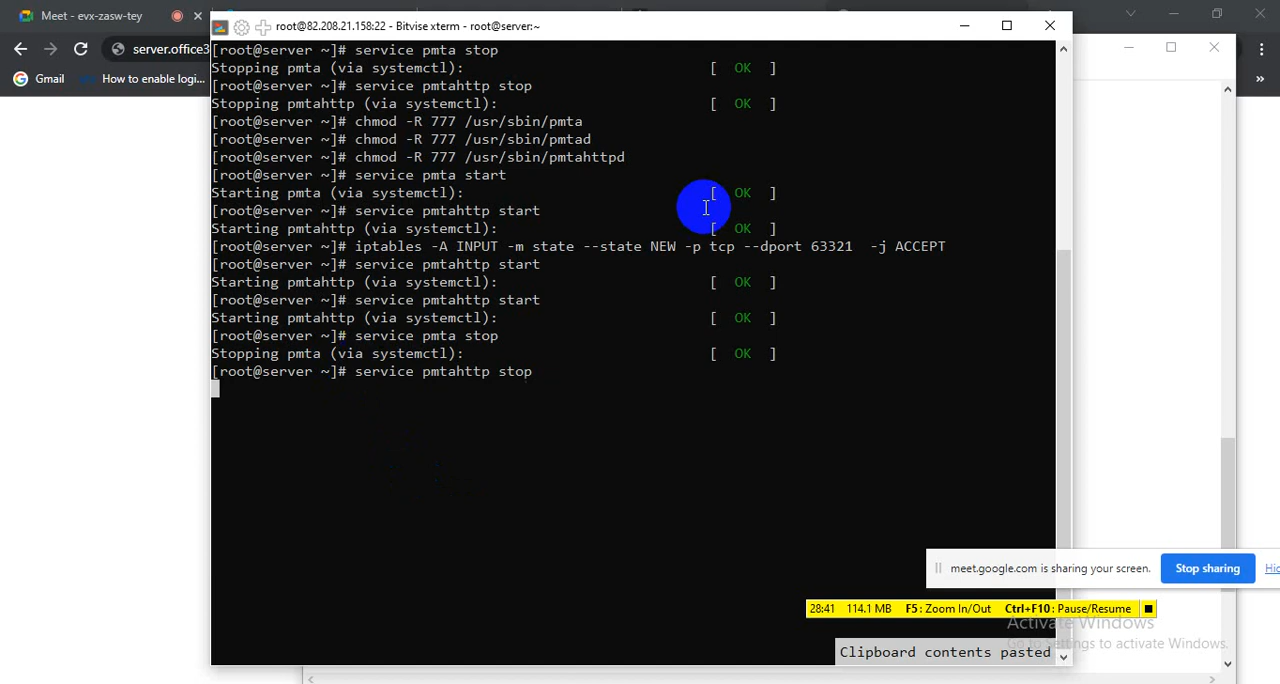 Meet - evx-zasw-tey
root@82.208.21.158:22 - Bitvise xterm - root@server:~
server.office3
Gmail
How to enable logi...
[root@server ~]# service pmta stop
Stopping pmta (via systemctl): [ OK ]
[root@server ~]# service pmtahttp stop
Stopping pmtahttp (via systemctl): [ OK ]
[root@server ~]# chmod -R 777 /usr/sbin/pmta
[root@server ~]# chmod -R 777 /usr/sbin/pmtad
[root@server ~]# chmod -R 777 /usr/sbin/pmtahttpd
[root@server ~]# service pmta start
Starting pmta (via systemctl): [ OK ]
[root@server ~]# service pmtahttp start
Starting pmtahttp (via systemctl): [ OK ]
[root@server ~]# iptables -A INPUT -m state --state NEW -p tcp --dport 63321  -j ACCEPT
[root@server ~]# service pmtahttp start
Starting pmtahttp (via systemctl): [ OK ]
[root@server ~]# service pmtahttp start
Starting pmtahttp (via systemctl): [ OK ]
[root@server ~]# service pmta stop
Stopping pmta (via systemctl): [ OK ]
[root@server ~]# service pmtahttp stop
meet.google.com is sharing your screen.
Stop sharing
Hid
28:41 114.1 MB F5: Zoom In/Out Ctrl+F10: Pause/Resume
Activate Windows
Go to Settings to activate Windows.
Clipboard contents pasted